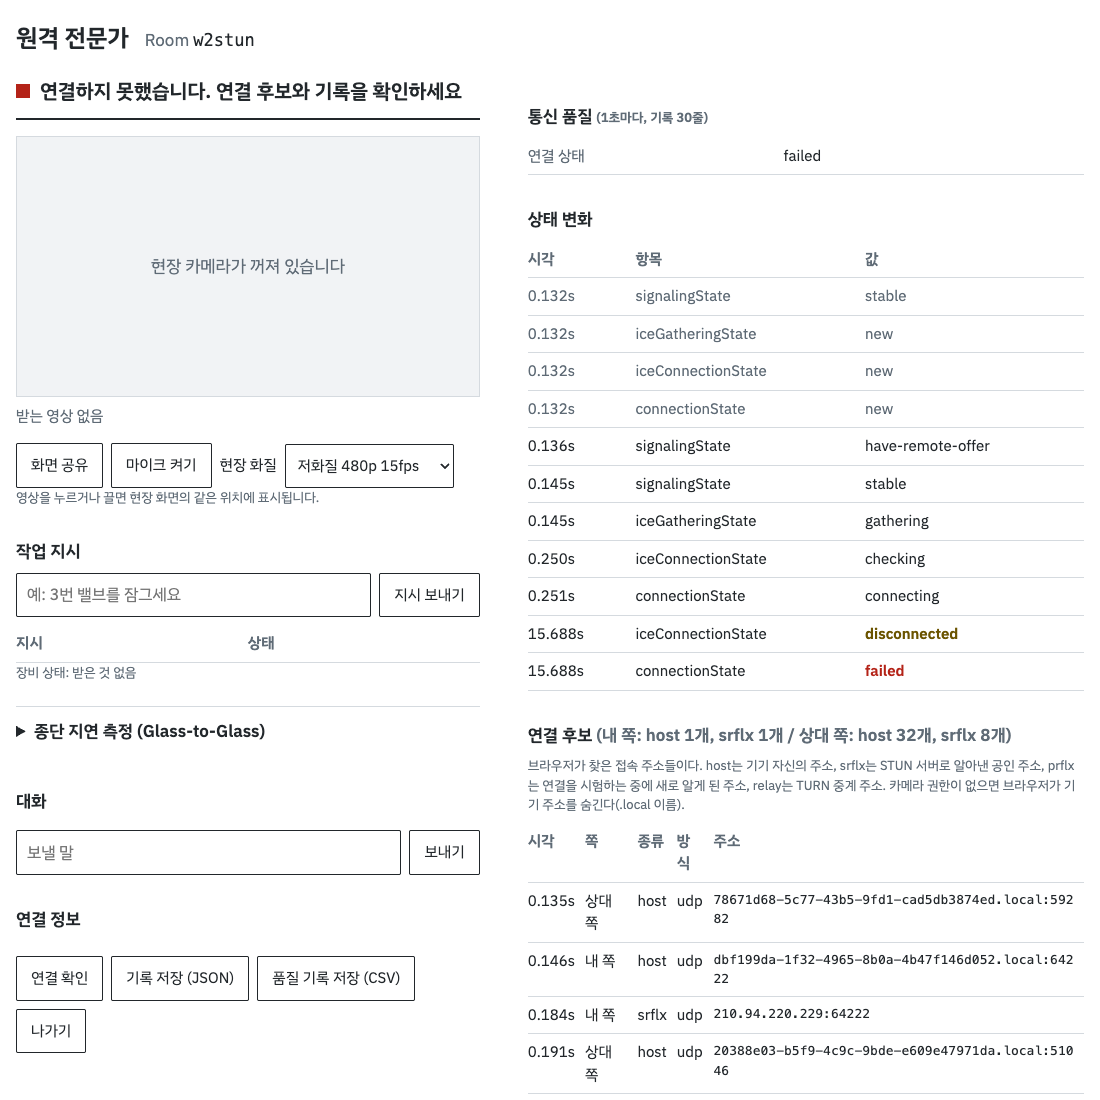 원격 전문가 Room w2stun
연결하지 못했습니다. 연결 후보와 기록을 확인하세요
현장 카메라가 꺼져 있습니다
받는 영상 없음
화면 공유 마이크 켜기 현장 화질 저화질 480p 15fps
영상을 누르거나 끌면 현장 화면의 같은 위치에 표시됩니다.
작업 지시
예: 3번 밸브를 잠그세요 지시 보내기
지시 상태
장비 상태: 받은 것 없음
종단 지연 측정 (Glass-to-Glass)
대화
보낼 말 보내기
연결 정보
연결 확인 기록 저장 (JSON) 품질 기록 저장 (CSV)
나가기
통신 품질 (1초마다, 기록 30줄)
연결 상태 failed
상태 변화
시각 항목 값
0.132s signalingState stable
0.132s iceGatheringState new
0.132s iceConnectionState new
0.132s connectionState new
0.136s signalingState have-remote-offer
0.145s signalingState stable
0.145s iceGatheringState gathering
0.250s iceConnectionState checking
0.251s connectionState connecting
15.688s iceConnectionState disconnected
15.688s connectionState failed
연결 후보 (내 쪽: host 1개, srflx 1개 / 상대 쪽: host 32개, srflx 8개)
브라우저가 찾은 접속 주소들이다. host는 기기 자신의 주소, srflx는 STUN 서버로 알아낸 공인 주소, prflx
는 연결을 시험하는 중에 새로 알게 된 주소, relay는 TURN 중계 주소. 카메라 권한이 없으면 브라우저가 기
기 주소를 숨긴다(.local 이름).
시각 쪽 종류 방 주소
식
0.135s 상대 host udp 78671d68-5c77-43b5-9fd1-cad5db3874ed.local:592
쪽 82
0.146s 내 쪽 host udp dbf199da-1f32-4965-8b0a-4b47f146d052.local:642
22
0.184s 내 쪽 srflx udp 210.94.220.229:64222
0.191s 상대 host udp 20388e03-b5f9-4c9c-9bde-e609e47971da.local:510
쪽 46